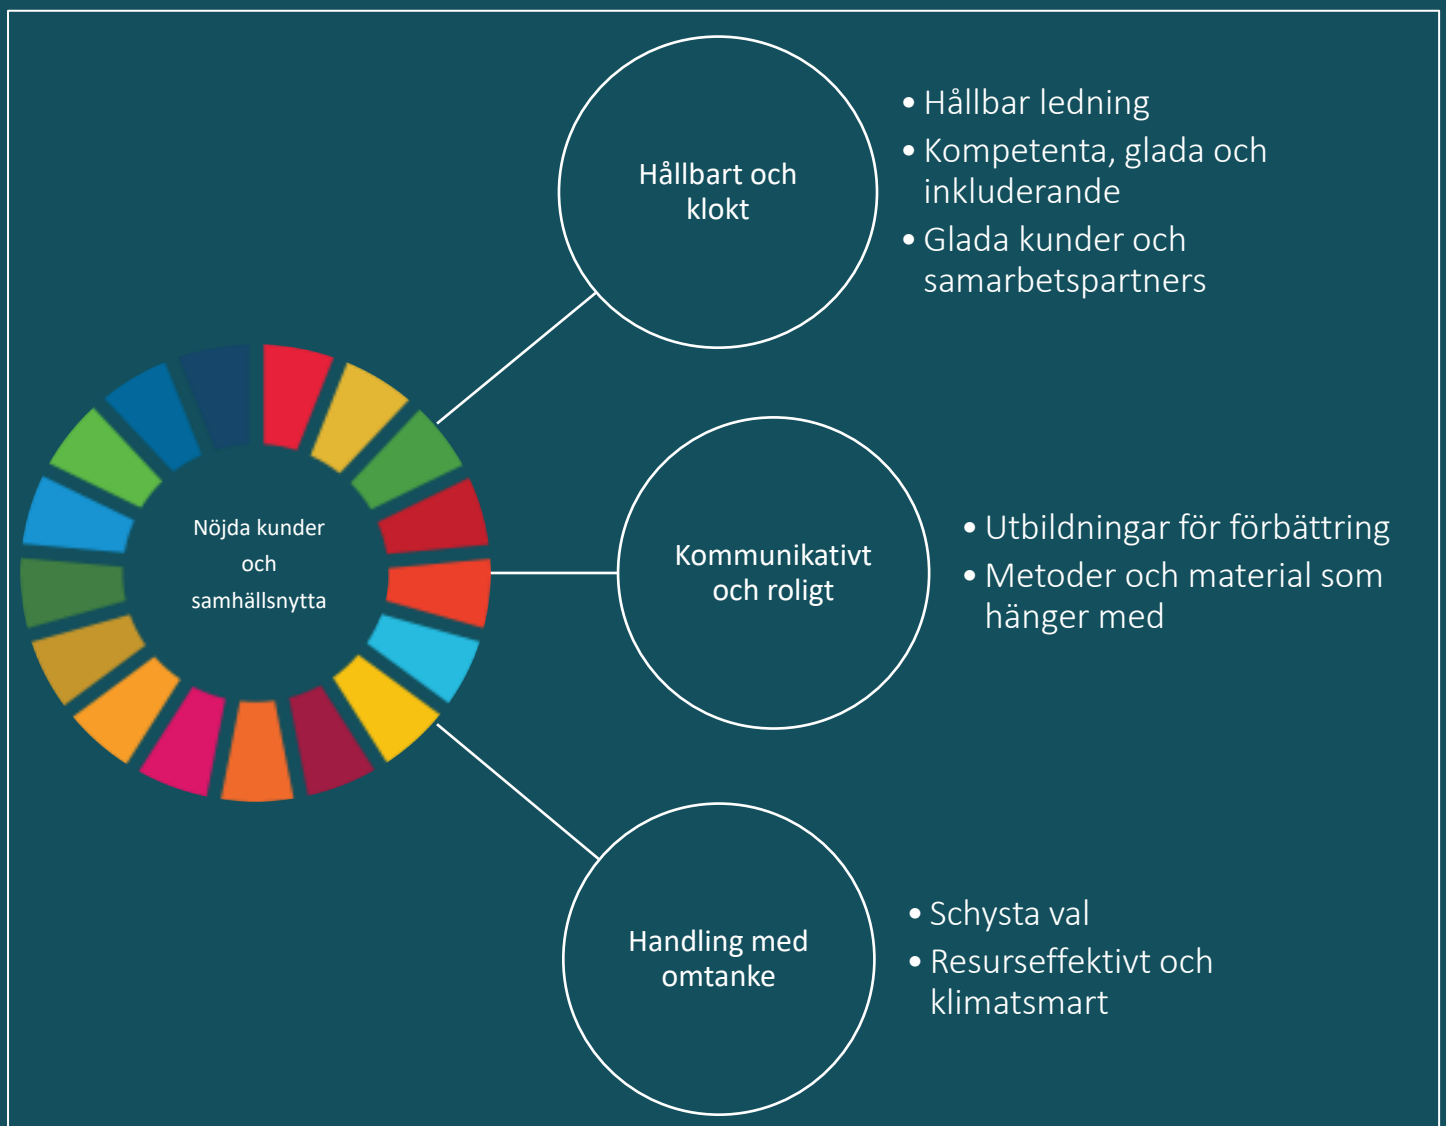 Nöjda kunder
och
samhällsnytta
Hållbart och
klokt
• Hållbar ledning
• Kompetenta, glada och
inkluderande
• Glada kunder och
samarbetspartners
Kommunikativt
och roligt
• Utbildningar för förbättring
• Metoder och material som
hänger med
Handling med
omtanke
• Schysta val
• Resurseffektivt och
klimatsmart